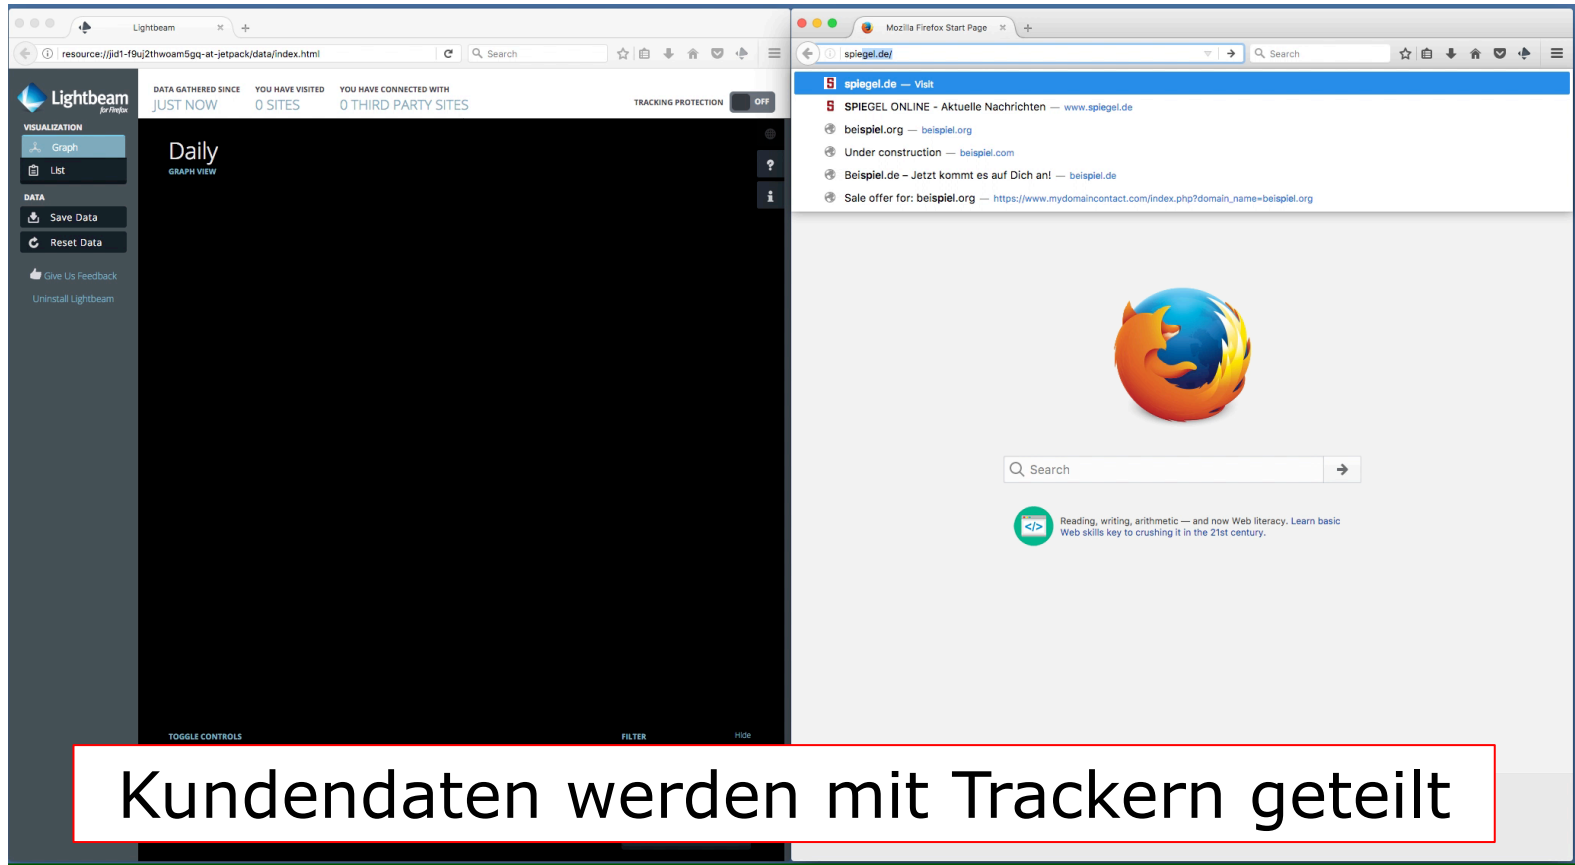 Lightbeam
resource://jid1-f9uj2thwoam5gq-at-jetpack/data/index.html
Search
Lightbeam
for Firefox
DATA GATHERED SINCE
JUST NOW
YOU HAVE VISITED
0 SITES
YOU HAVE CONNECTED WITH
0 THIRD PARTY SITES
TRACKING PROTECTION
OFF
VISUALIZATION
Graph
List
DATA
Save Data
Reset Data
Give Us Feedback
Uninstall Lightbeam
Daily
GRAPH VIEW
TOGGLE CONTROLS
FILTER
Hide
Mozilla Firefox Start Page
spiegel.de/
Search
spiegel.de — Visit
SPIEGEL ONLINE - Aktuelle Nachrichten — www.spiegel.de
beispiel.org — beispiel.org
Under construction — beispiel.com
Beispiel.de – Jetzt kommt es auf Dich an! — beispiel.de
Sale offer for: beispiel.org — https://www.mydomaincontact.com/index.php?domain_name=beispiel.org
Search
Reading, writing, arithmetic — and now Web literacy. Learn basic
Web skills key to crushing it in the 21st century.
Kundendaten werden mit Trackern geteilt